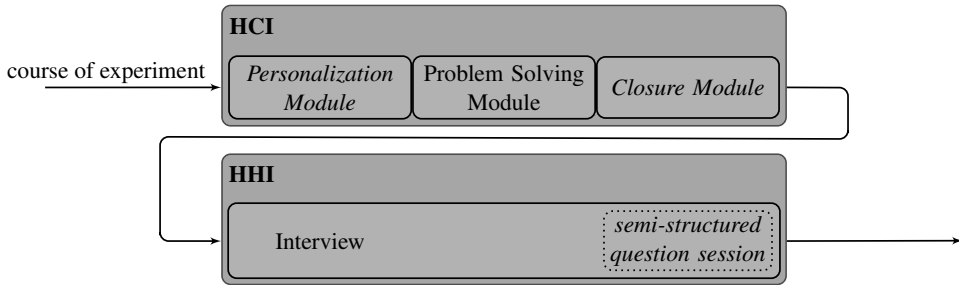 HCI
course of experiment
Personalization
Module
Problem Solving
Module
Closure Module
HHI
Interview
semi-structured
question session